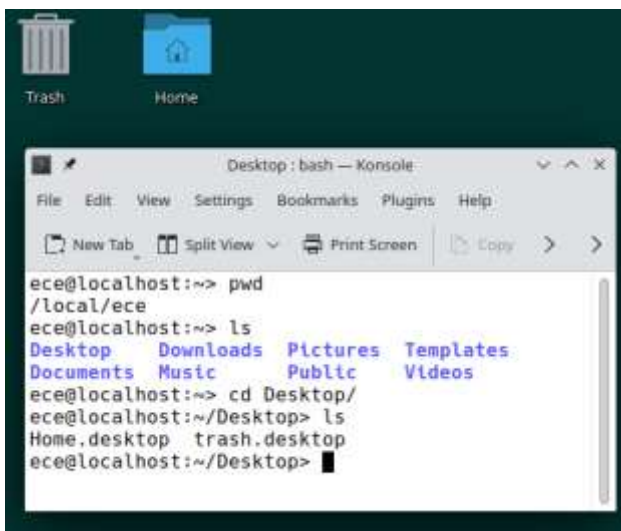 Trash Home
Desktop : bash — Konsole
File Edit View Settings Bookmarks Plugins Help
New Tab Split View Print Screen Copy
ece@localhost:~> pwd
/local/ece
ece@localhost:~> ls
Desktop Downloads Pictures Templates
Documents Music Public Videos
ece@localhost:~> cd Desktop/
ece@localhost:~/Desktop> ls
Home.desktop trash.desktop
ece@localhost:~/Desktop>